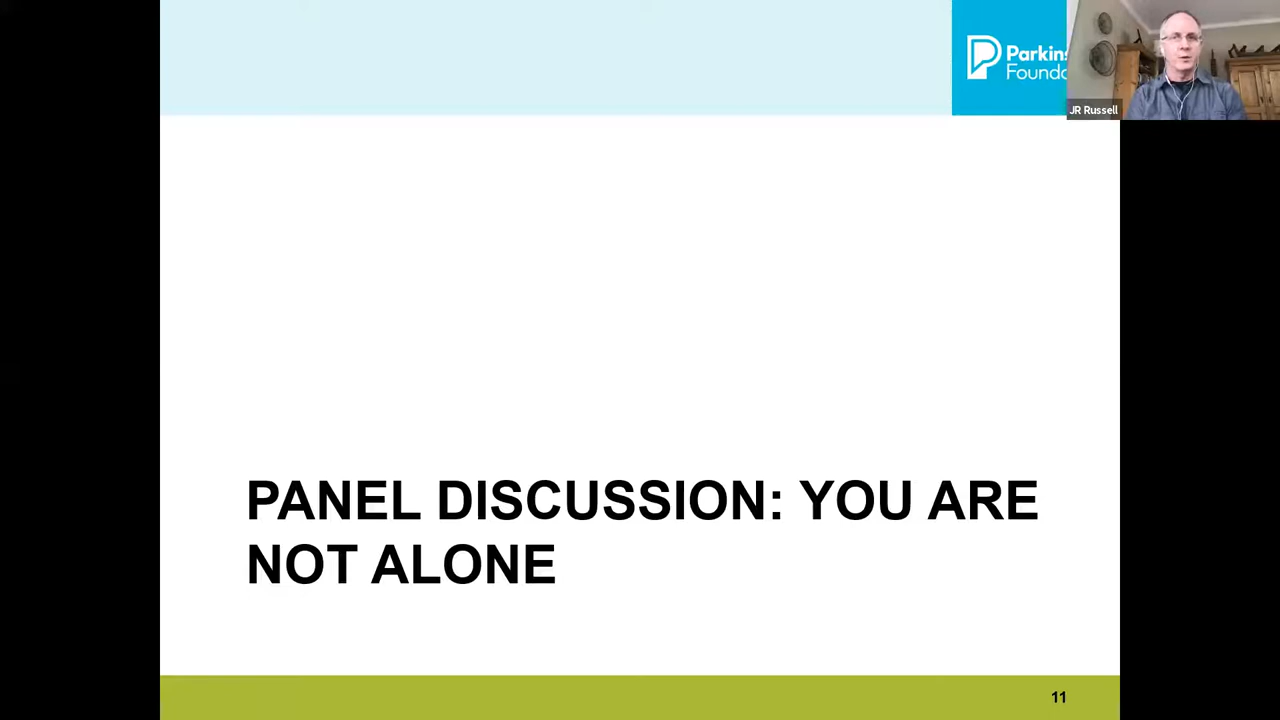 Parkins
Founda
JR Russell
PANEL DISCUSSION: YOU ARE
NOT ALONE
11